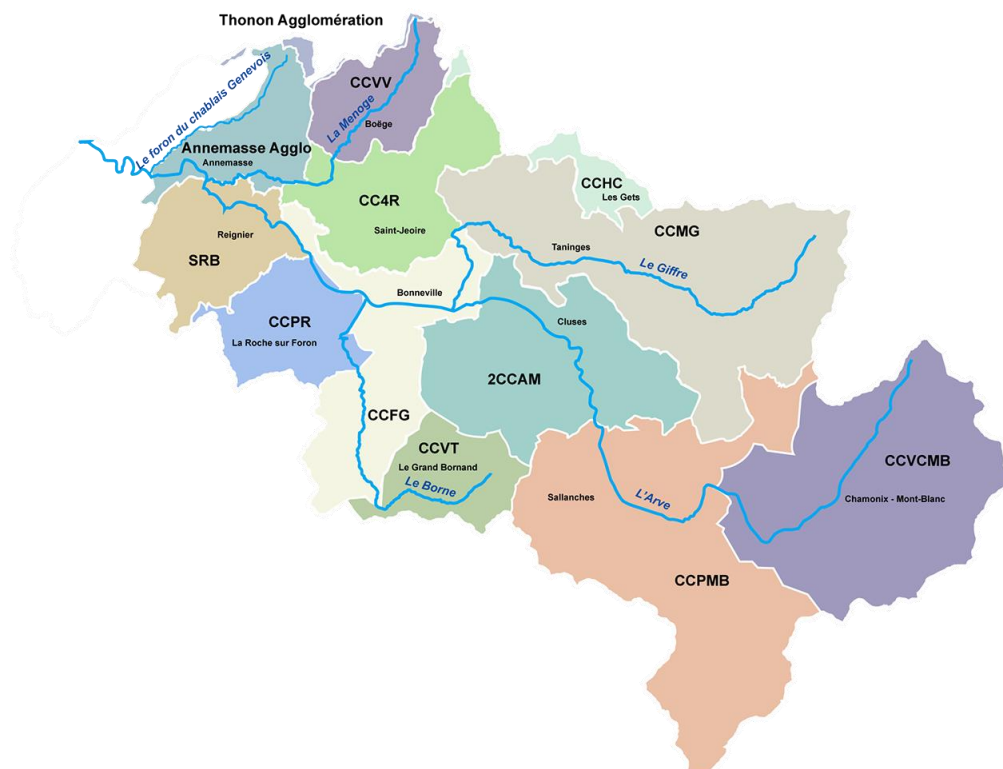 Thonon Agglomération
CCVV
Le foron du chablais Genevois
La Menoge
Boëge
Annemasse Agglo
Annemasse
CCHC
Les Gets
CC4R
Saint-Jeoire
CCMG
Reignier
SRB
Taninges
Le Giffre
Bonneville
CCPR
La Roche sur Foron
Cluses
2CCAM
CCFG
CCVT
Le Grand Bornand
Le Borne
CCVCMB
Chamonix - Mont-Blanc
Sallanches
L'Arve
CCPMB